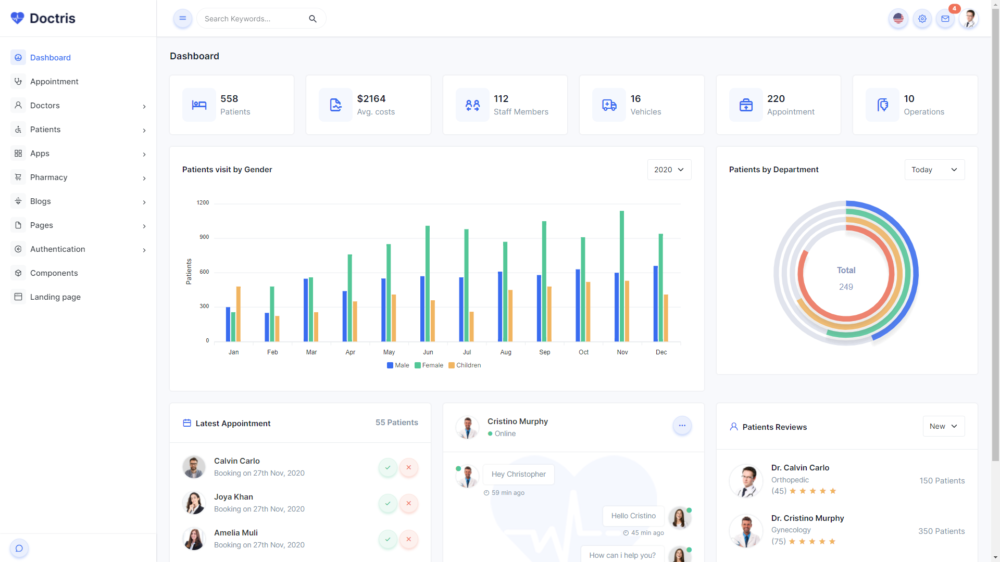 Doctris
Search Keywords...
4
Dashboard
Appointment
Doctors
Patients
Apps
Pharmacy
Blogs
Pages
Authentication
Components
Landing page
Dashboard
558
Patients
$2164
Avg. costs
112
Staff Members
16
Vehicles
220
Appointment
10
Operations
Patients visit by Gender
2020
1200
900
600
300
0
Patients
Jan Feb Mar Apr May Jun Jul Aug Sep Oct Nov Dec
Male Female Children
Patients by Department
Today
Total
249
Latest Appointment
55 Patients
Calvin Carlo
Booking on 27th Nov, 2020
Joya Khan
Booking on 27th Nov, 2020
Amelia Muli
Booking on 27th Nov, 2020
Cristino Murphy
Online
Hey Christopher
59 min ago
Hello Cristino
45 min ago
How can i help you?
Patients Reviews
New
Dr. Calvin Carlo
Orthopedic
(45)
150 Patients
Dr. Cristino Murphy
Gynecology
(75)
350 Patients